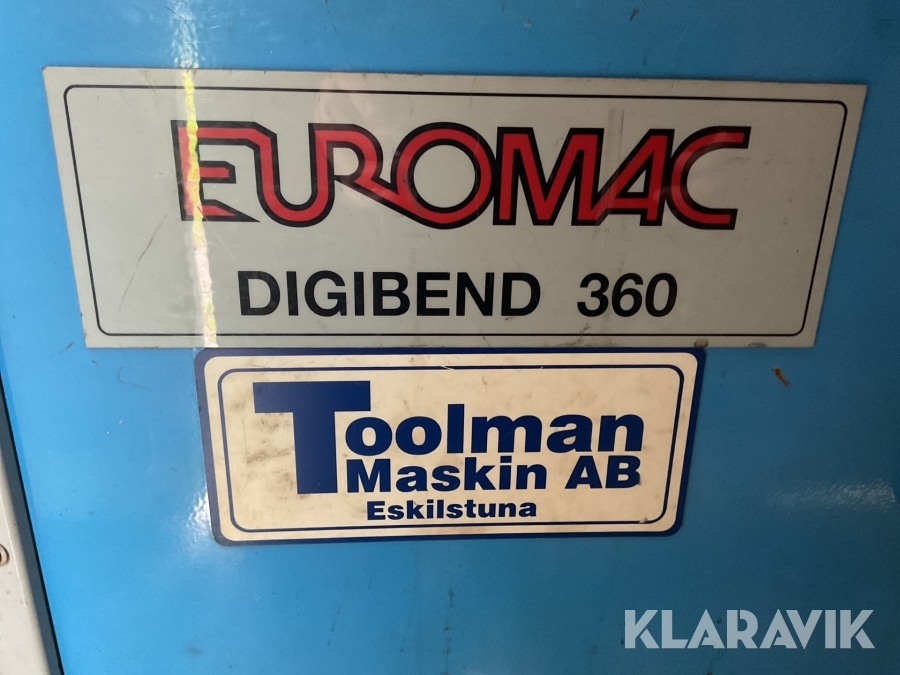 EUROMAC
DIGIBEND 360
Toolman
Maskin AB
Eskilstuna
KLARAVIK